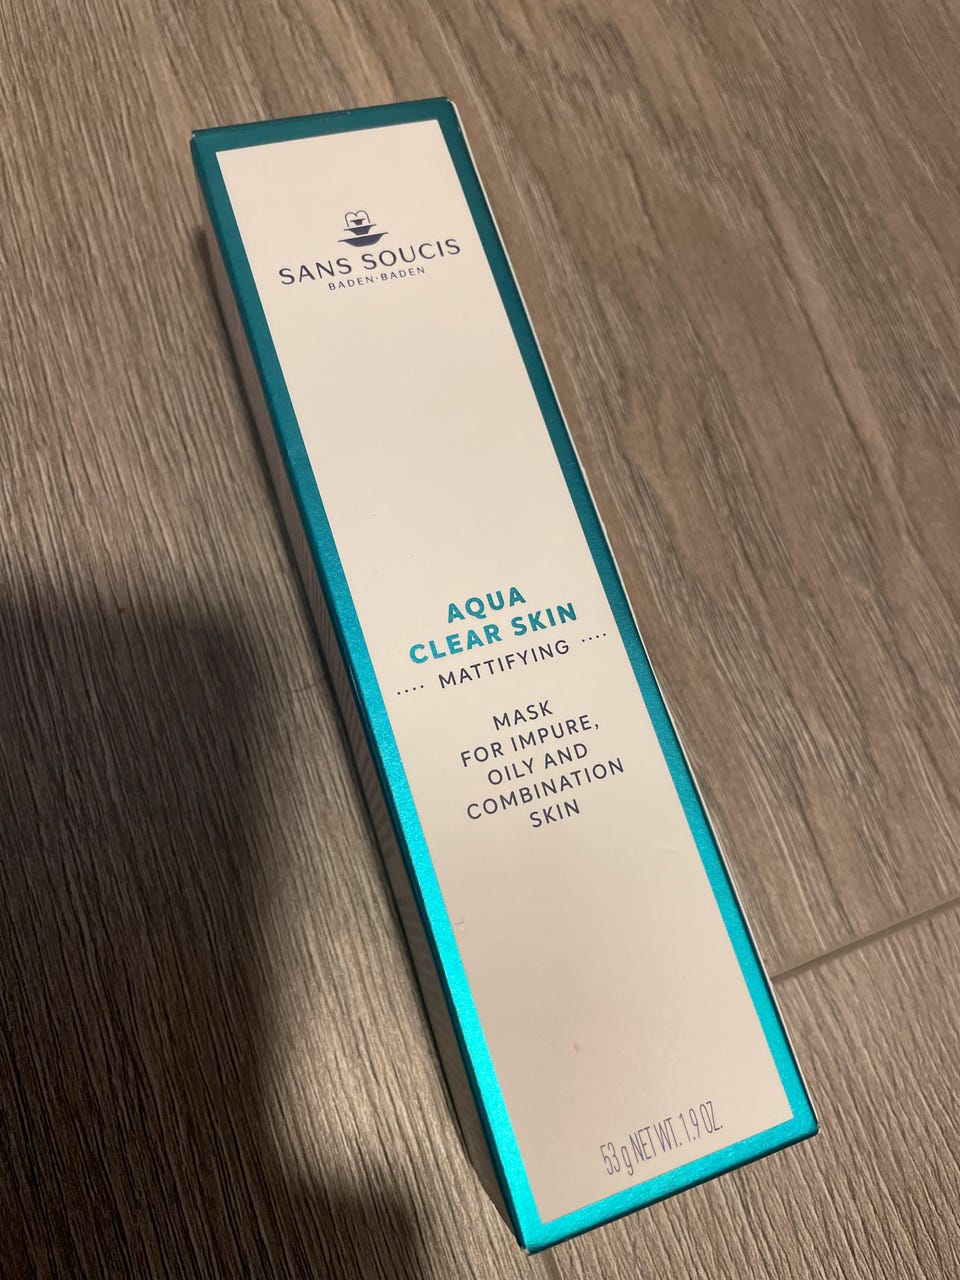 SANS SOUCIS
BADEN·BADEN
AQUA
CLEAR SKIN
···· MATTIFYING ····
MASK
FOR IMPURE,
OILY AND
COMBINATION
SKIN
53 g NET WT. 1.9 OZ.